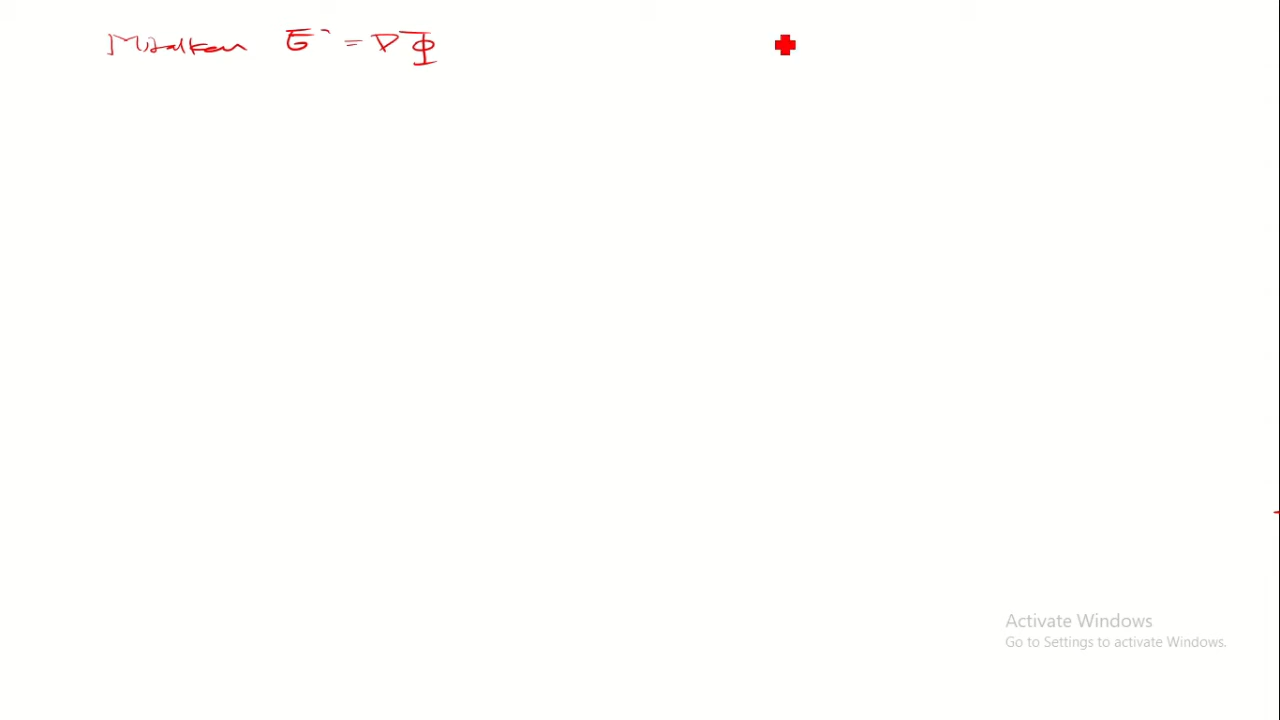 Misalkan E = ∇Φ
Activate Windows
Go to Settings to activate Windows.